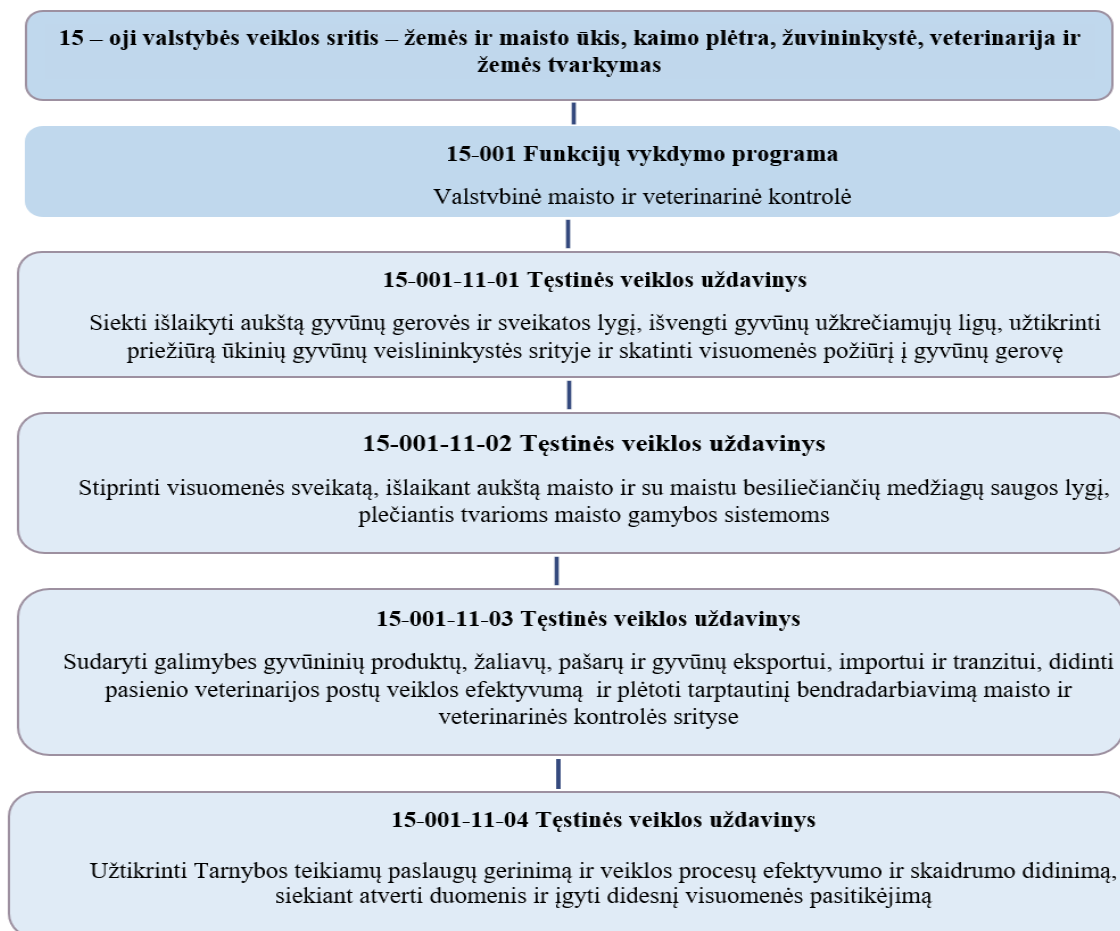 15 – oji valstybės veiklos sritis – žemės ir maisto ūkis, kaimo plėtra, žuvininkystė, veterinarija ir
žemės tvarkymas
15-001 Funkcijų vykdymo programa
Valstybinė maisto ir veterinarinė kontrolė
15-001-11-01 Tęstinės veiklos uždavinys
Siekti išlaikyti aukštą gyvūnų gerovės ir sveikatos lygį, išvengti gyvūnų užkrečiamųjų ligų, užtikrinti
priežiūrą ūkinių gyvūnų veislininkystės srityje ir skatinti visuomenės požiūrį į gyvūnų gerovę
15-001-11-02 Tęstinės veiklos uždavinys
Stiprinti visuomenės sveikatą, išlaikant aukštą maisto ir su maistu besiliečiančių medžiagų saugos lygį,
plečiantis tvarioms maisto gamybos sistemoms
15-001-11-03 Tęstinės veiklos uždavinys
Sudaryti galimybes gyvūninių produktų, žaliavų, pašarų ir gyvūnų eksportui, importui ir tranzitui, didinti
pasienio veterinarijos postų veiklos efektyvumą ir plėtoti tarptautinį bendradarbiavimą maisto ir
veterinarinės kontrolės srityse
15-001-11-04 Tęstinės veiklos uždavinys
Užtikrinti Tarnybos teikiamų paslaugų gerinimą ir veiklos procesų efektyvumo ir skaidrumo didinimą,
siekiant atverti duomenis ir įgyti didesnį visuomenės pasitikėjimą